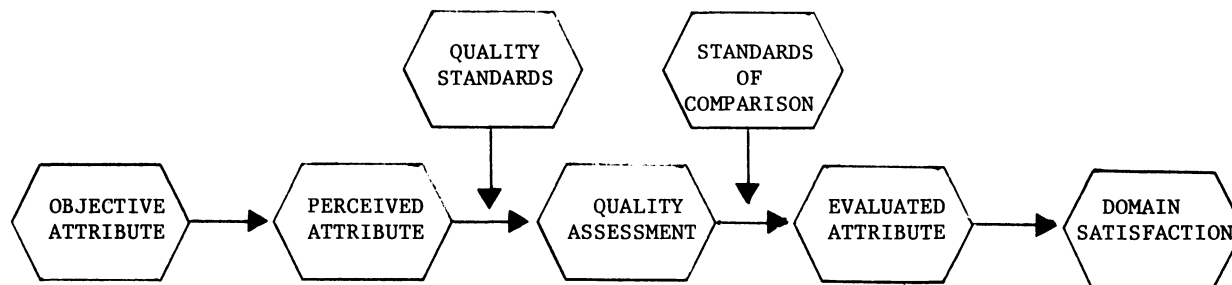 QUALITY
STANDARDS
STANDARDS
OF
COMPARISON
OBJECTIVE
ATTRIBUTE
PERCEIVED
ATTRIBUTE
QUALITY
ASSESSMENT
EVALUATED
ATTRIBUTE
DOMAIN
SATISFACTION